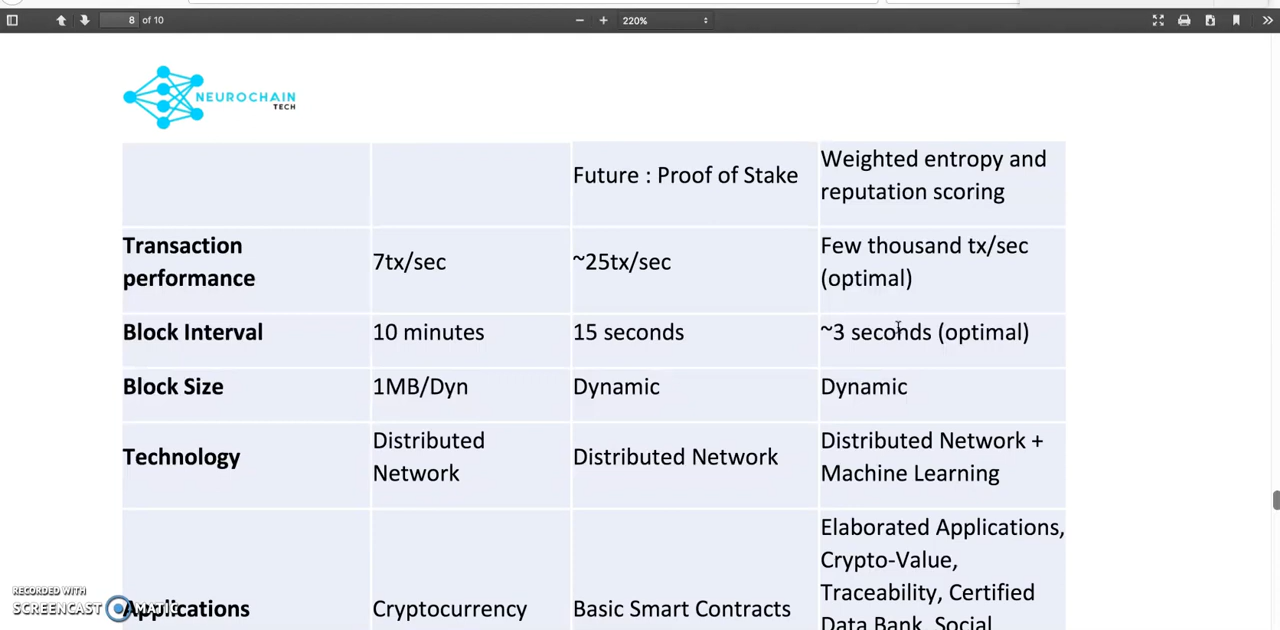 8 of 10
220%
NEUROCHAIN
TECH
Future : Proof of Stake
Weighted entropy and
reputation scoring
Transaction
performance
7tx/sec
~25tx/sec
Few thousand tx/sec
(optimal)
Block Interval
10 minutes
15 seconds
~3 seconds (optimal)
Block Size
1MB/Dyn
Dynamic
Dynamic
Technology
Distributed
Network
Distributed Network
Distributed Network +
Machine Learning
Applications
Cryptocurrency
Basic Smart Contracts
Elaborated Applications,
Crypto-Value,
Traceability, Certified
Data Bank, Social
RECORDED WITH
SCREENCAST MATIC